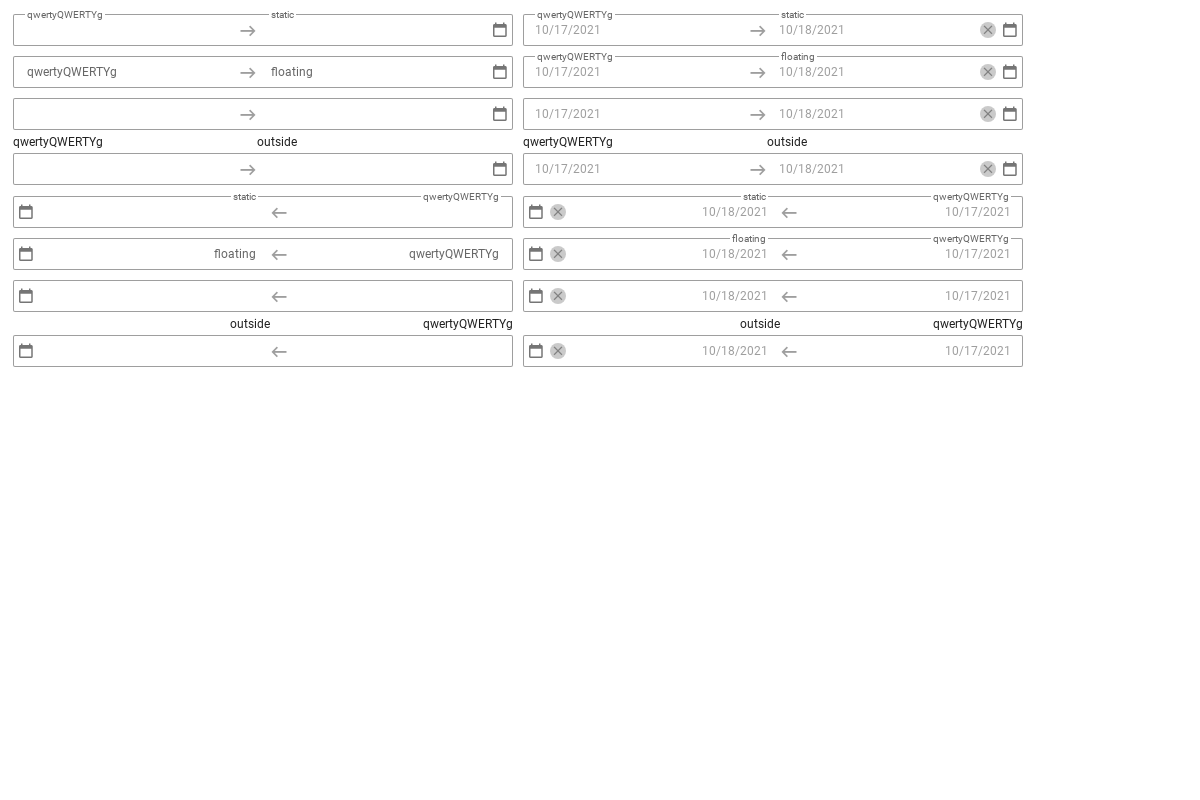 qwertyQWERTYg static qwertyQWERTYg static
10/17/2021 10/18/2021
qwertyQWERTYg floating
qwertyQWERTYg floating 10/17/2021 10/18/2021
10/17/2021 10/18/2021
qwertyQWERTYg outside qwertyQWERTYg outside
10/17/2021 10/18/2021
static qwertyQWERTYg static qwertyQWERTYg
10/18/2021 10/17/2021
floating qwertyQWERTYg
floating qwertyQWERTYg 10/18/2021 10/17/2021
10/18/2021 10/17/2021
outside qwertyQWERTYg outside qwertyQWERTYg
10/18/2021 10/17/2021